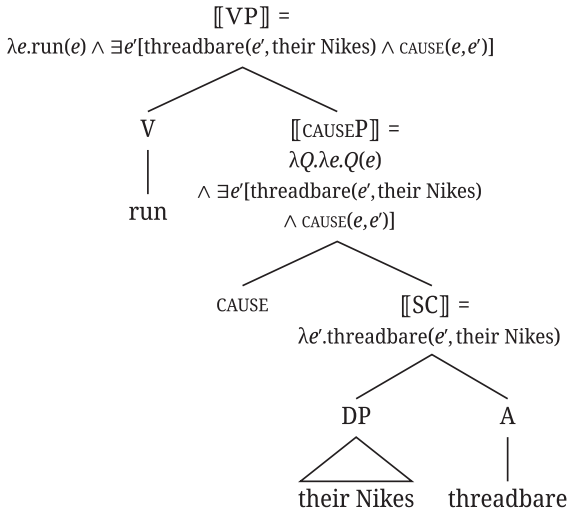 ⟦VP⟧ =
λe.run(e) ∧ ∃e′[threadbare(e′, their Nikes) ∧ CAUSE(e, e′)]
V
⟦CAUSEP⟧ =
λQ.λe.Q(e)
∧ ∃e′[threadbare(e′, their Nikes)
∧ CAUSE(e, e′)]
run
CAUSE
⟦SC⟧ =
λe′.threadbare(e′, their Nikes)
DP
A
their Nikes
threadbare